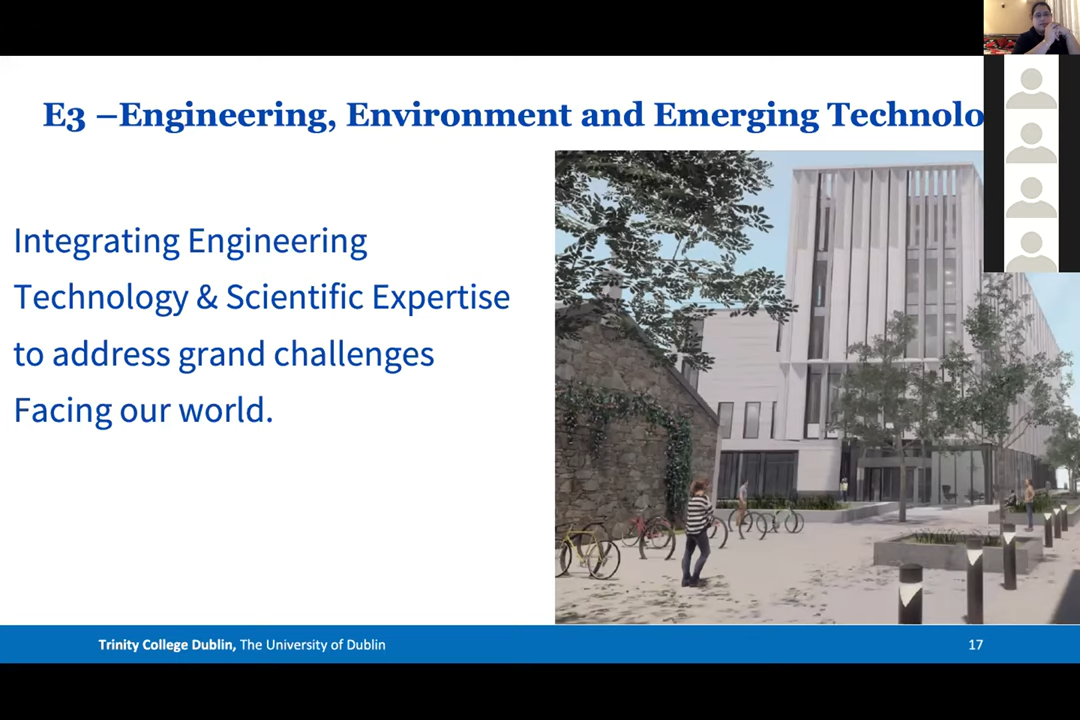 E3 –Engineering, Environment and Emerging Technolo
Integrating Engineering
Technology & Scientific Expertise
to address grand challenges
Facing our world.
Trinity College Dublin, The University of Dublin
17